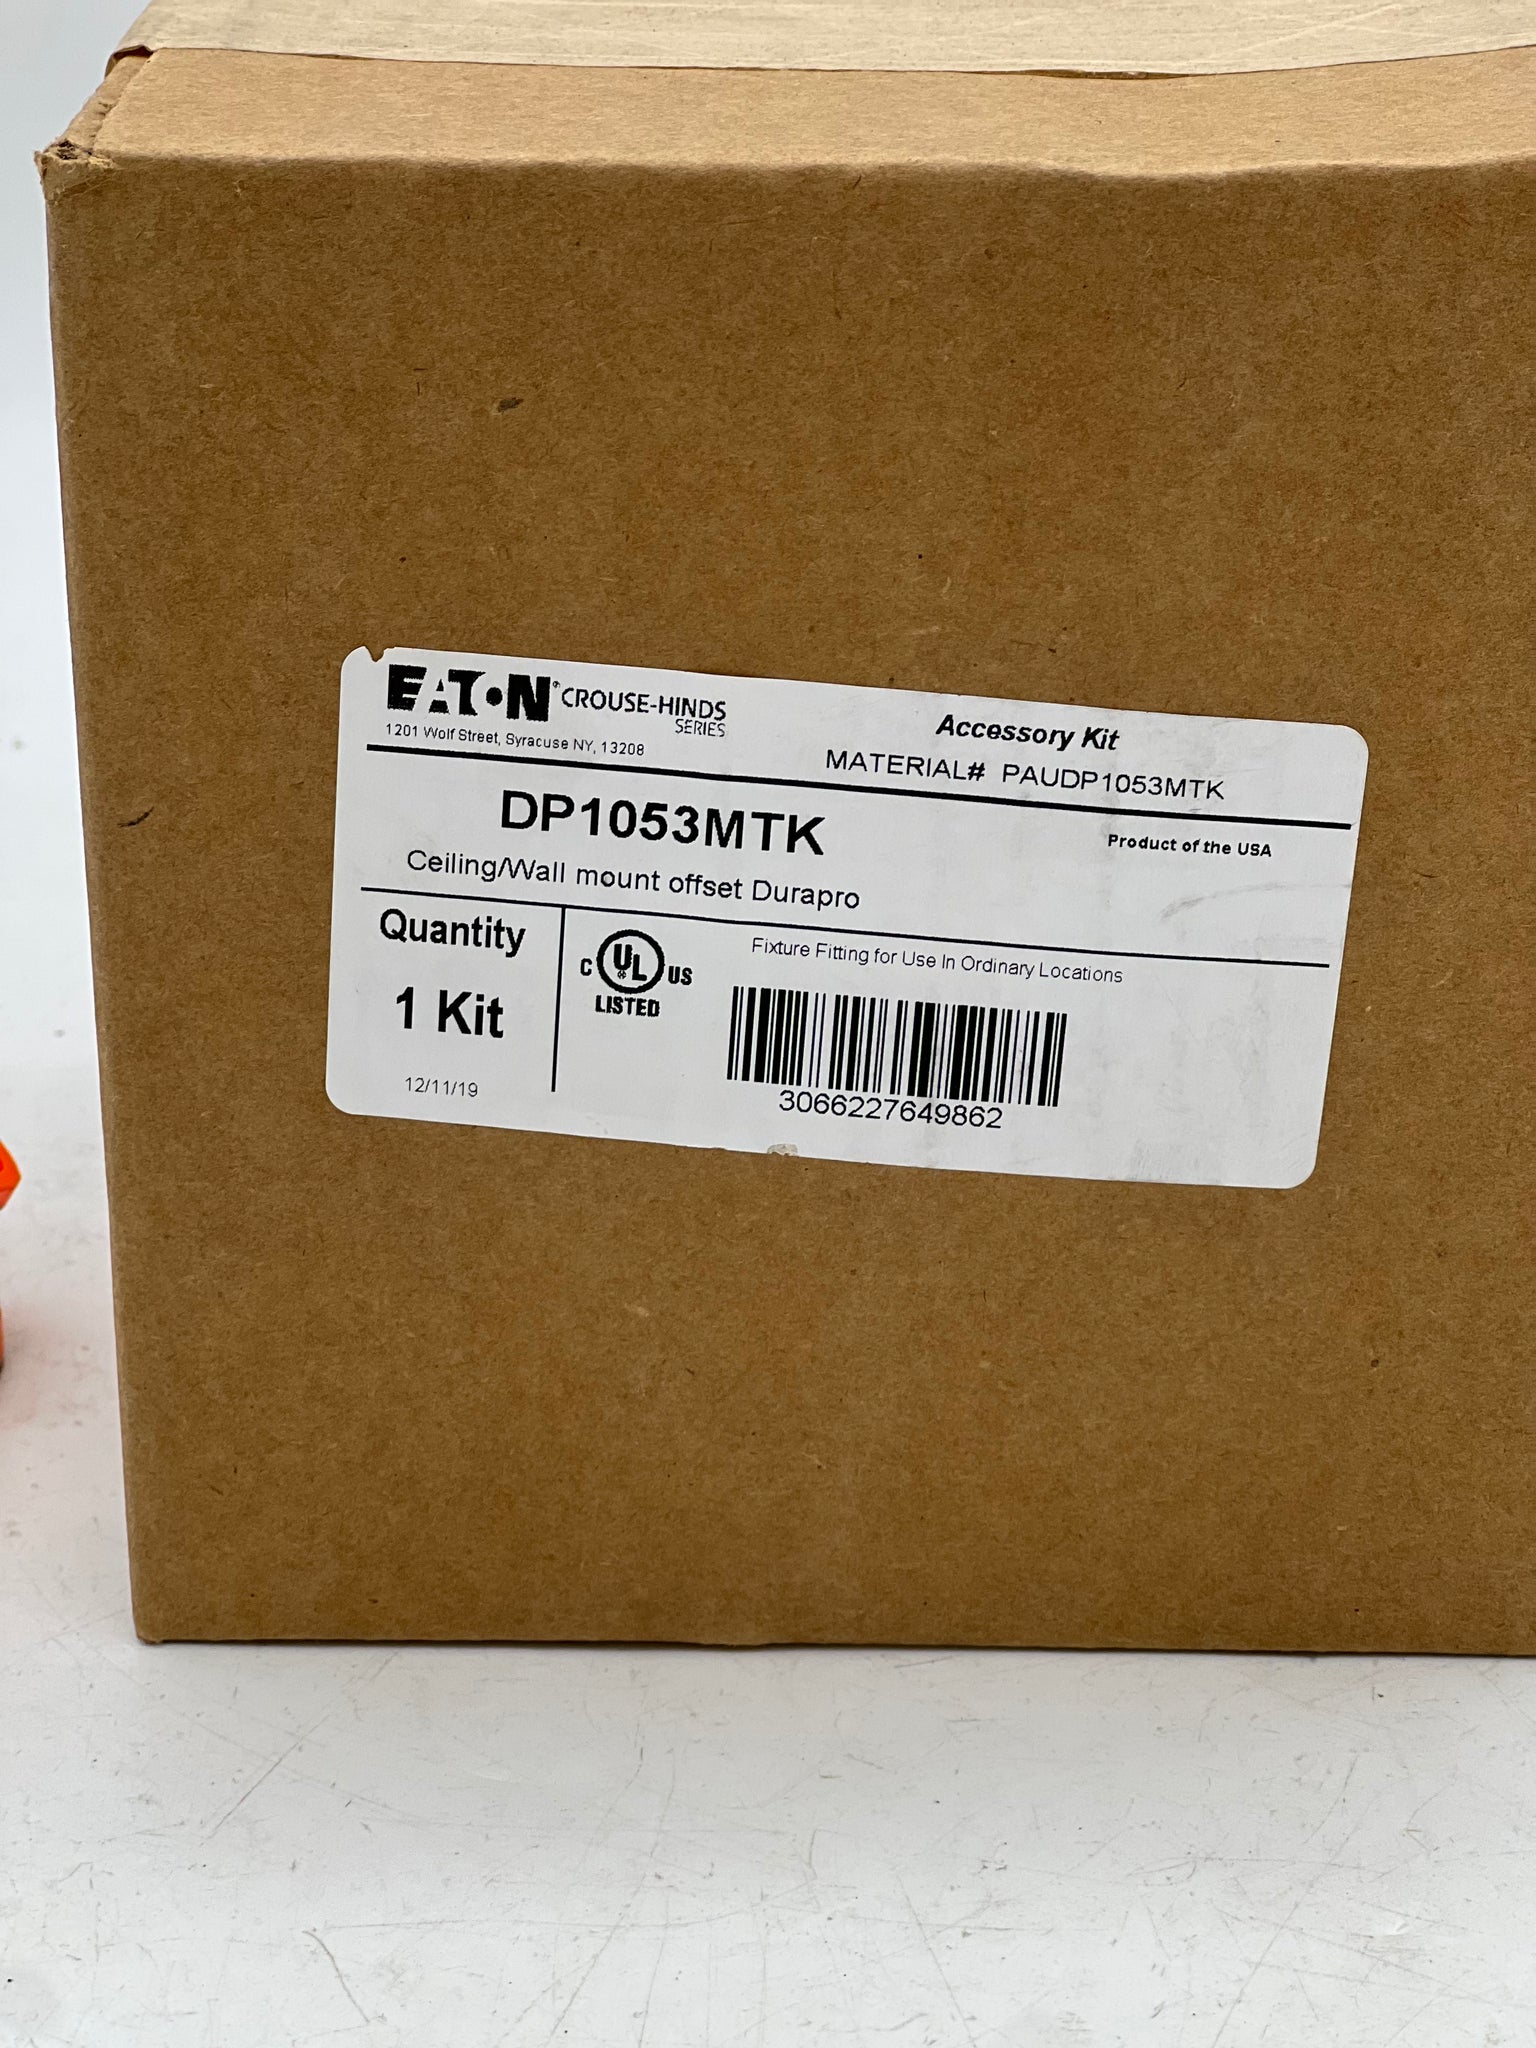 EATON® CROUSE-HINDS
SERIES
1201 Wolf Street, Syracuse NY, 13208
Accessory Kit
MATERIAL# PAUDP1053MTK
DP1053MTK
Product of the USA
Ceiling/Wall mount offset Durapro
Quantity
1 Kit
12/11/19
C UL US
LISTED
Fixture Fitting for Use In Ordinary Locations
3066227649862